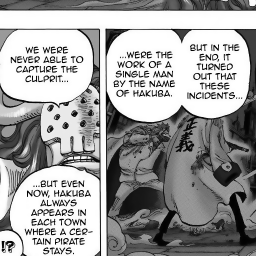 BUT IN THE
END, IT
TURNED
OUT THAT
THESE
INCIDENTS...
...WERE THE
WORK OF A
SINGLE MAN
BY THE NAME
OF HAKUBA.
正義
WE WERE
NEVER ABLE TO
CAPTURE THE
CULPRIT...
...BUT EVEN
NOW, HAKUBA
ALWAYS
APPEARS IN
EACH TOWN
WHERE A CER-
TAIN PIRATE
STAYS.
!?